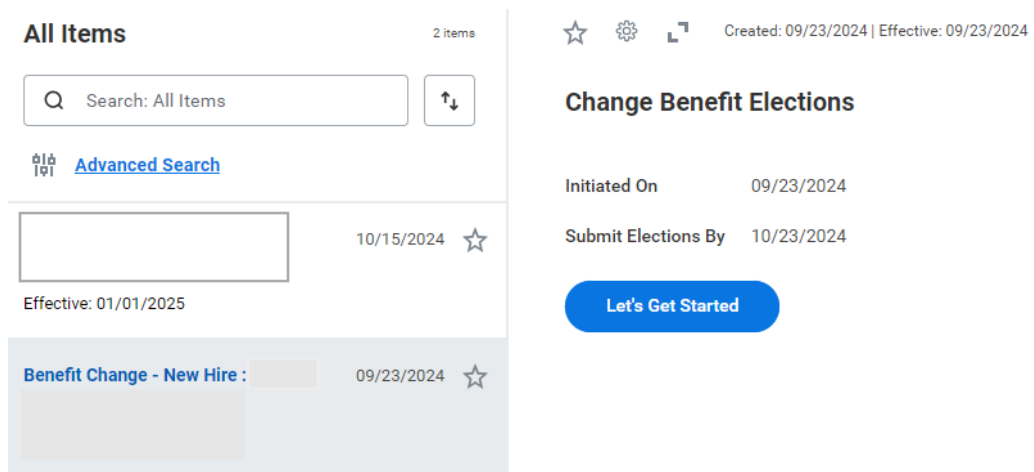 All Items
2 items
Search: All Items
Advanced Search
10/15/2024
Effective: 01/01/2025
Benefit Change - New Hire :
09/23/2024
Created: 09/23/2024 | Effective: 09/23/2024
Change Benefit Elections
Initiated On 09/23/2024
Submit Elections By 10/23/2024
Let's Get Started